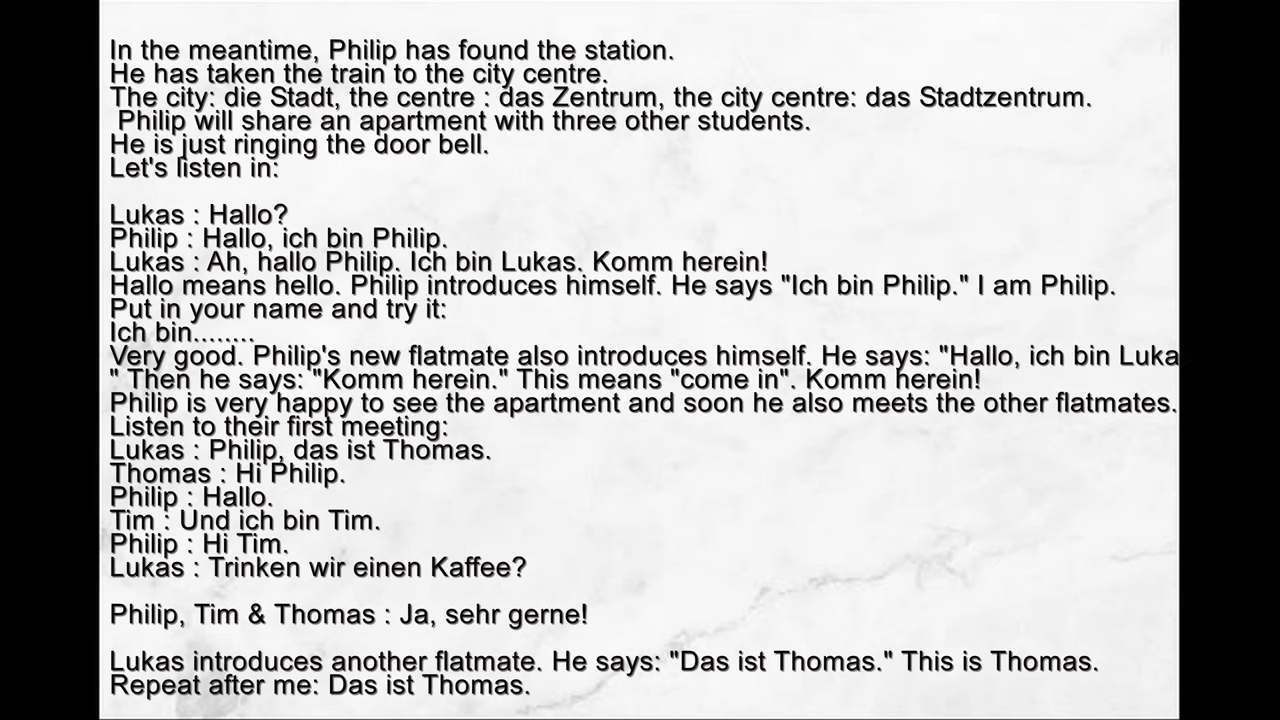 In the meantime, Philip has found the station.
He has taken the train to the city centre.
The city: die Stadt, the centre : das Zentrum, the city centre: das Stadtzentrum.
Philip will share an apartment with three other students.
He is just ringing the door bell.
Let's listen in:
Lukas : Hallo?
Philip : Hallo, ich bin Philip.
Lukas : Ah, hallo Philip. Ich bin Lukas. Komm herein!
Hallo means hello. Philip introduces himself. He says "Ich bin Philip." I am Philip.
Put in your name and try it:
Ich bin........
Very good. Philip's new flatmate also introduces himself. He says: "Hallo, ich bin Luka
" Then he says: "Komm herein." This means "come in". Komm herein!
Philip is very happy to see the apartment and soon he also meets the other flatmates.
Listen to their first meeting:
Lukas : Philip, das ist Thomas.
Thomas : Hi Philip.
Philip : Hallo.
Tim : Und ich bin Tim.
Philip : Hi Tim.
Lukas : Trinken wir einen Kaffee?
Philip, Tim & Thomas : Ja, sehr gerne!
Lukas introduces another flatmate. He says: "Das ist Thomas." This is Thomas.
Repeat after me: Das ist Thomas.